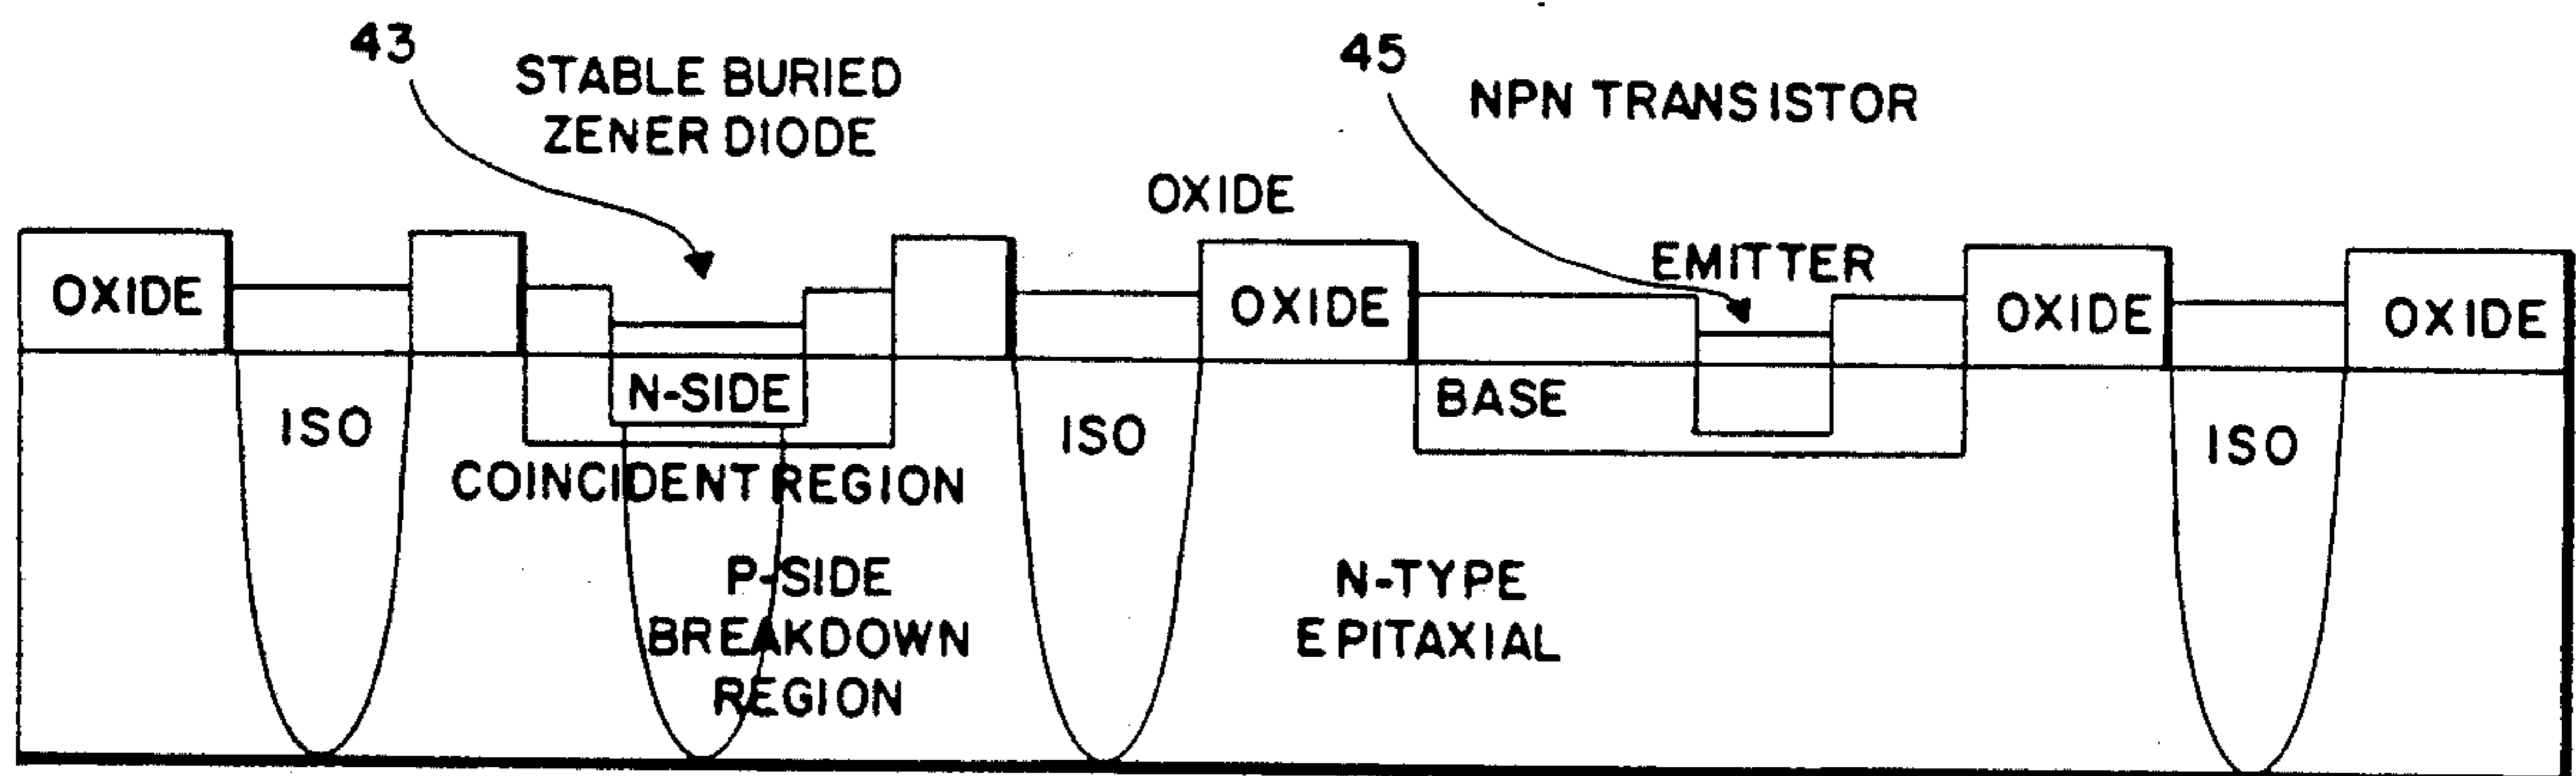 43
STABLE BURIED
ZENER DIODE
45
NPN TRANSISTOR
OXIDE
EMITTER
OXIDE
OXIDE
OXIDE
OXIDE
N-SIDE
BASE
ISO
ISO
ISO
COINCIDENT REGION
P-SIDE
BREAKDOWN
REGION
N-TYPE
EPITAXIAL